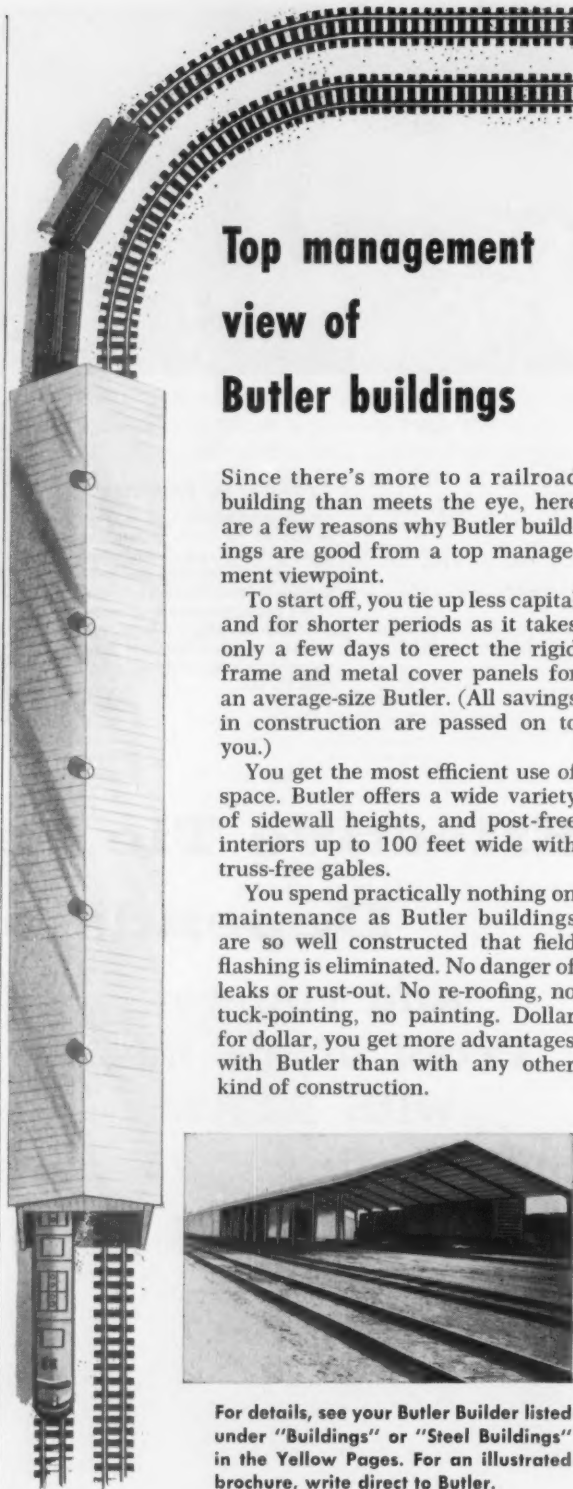 Top management
view of
Butler buildings
Since there's more to a railroad
building than meets the eye, here
are a few reasons why Butler build-
ings are good from a top manage-
ment viewpoint.
To start off, you tie up less capital
and for shorter periods as it takes
only a few days to erect the rigid
frame and metal cover panels for
an average-size Butler. (All savings
in construction are passed on to
you.)
You get the most efficient use of
space. Butler offers a wide variety
of sidewall heights, and post-free
interiors up to 100 feet wide with
truss-free gables.
You spend practically nothing on
maintenance as Butler buildings
are so well constructed that field
flashing is eliminated. No danger of
leaks or rust-out. No re-roofing, no
tuck-pointing, no painting. Dollar
for dollar, you get more advantages
with Butler than with any other
kind of construction.
For details, see your Butler Builder listed
under "Buildings" or "Steel Buildings"
in the Yellow Pages. For an illustrated
brochure, write direct to Butler.